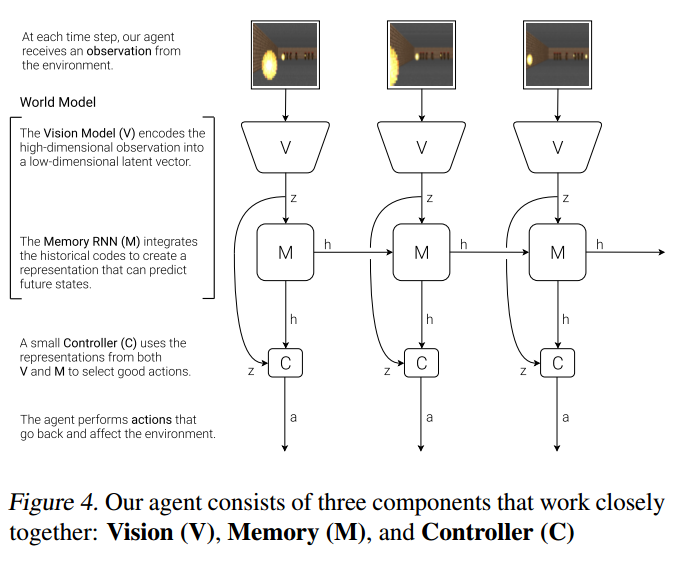 At each time step, our agent
receives an observation from
the environment.
World Model
The Vision Model (V) encodes the
high-dimensional observation into
a low-dimensional latent vector.
V
V
V
z
z
z
The Memory RNN (M) integrates
the historical codes to create a
representation that can predict
future states.
M
h
M
h
M
h
h
h
h
A small Controller (C) uses the
representations from both
V and M to select good actions.
z
C
z
C
z
C
The agent performs actions that
go back and affect the environment.
a
a
a
Figure 4. Our agent consists of three components that work closely
together: Vision (V), Memory (M), and Controller (C)